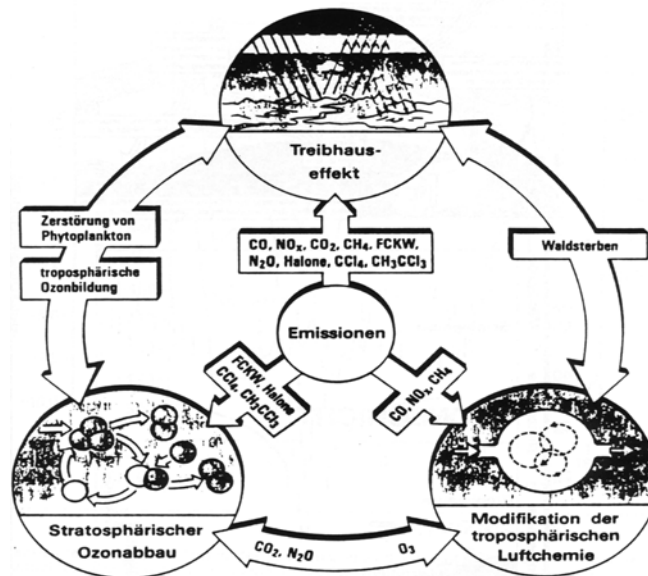 Treibhaus-
effekt
Zerstörung von
Phytoplankton
troposphärische
Ozonbildung
CO, NOₓ, CO₂, CH₄. FCKW,
N₂O, Halone, CCl₄, CH₃CCl₃
Waldsterben
Emissionen
FCKW, Halone
CCl₄, CH₃CCl₃
CO, NOₓ, CH₄
Stratosphärischer
Ozonabbau
CO₂, N₂O
O₃
Modifikation der
troposphärischen
Luftchemie